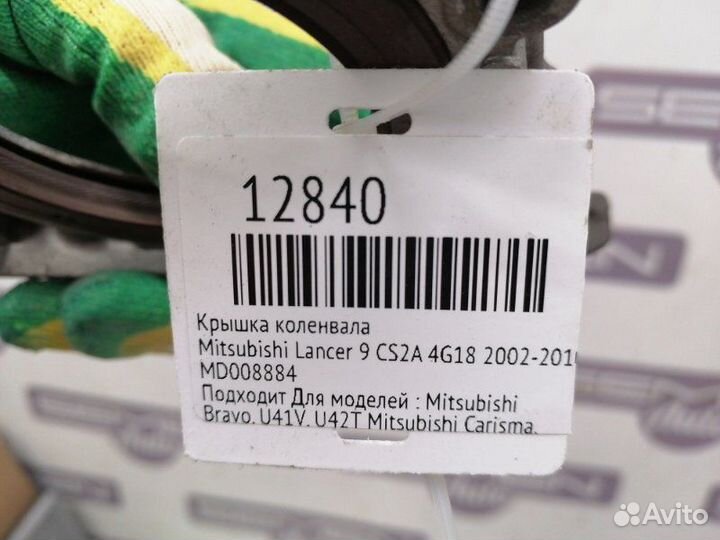 12840
Крышка коленвала
Mitsubishi Lancer 9 CS2A 4G18 2002-201
MD008884
Подходит Для моделей : Mitsubishi
Bravo, U41V, U42T Mitsubishi Carisma,
Avito